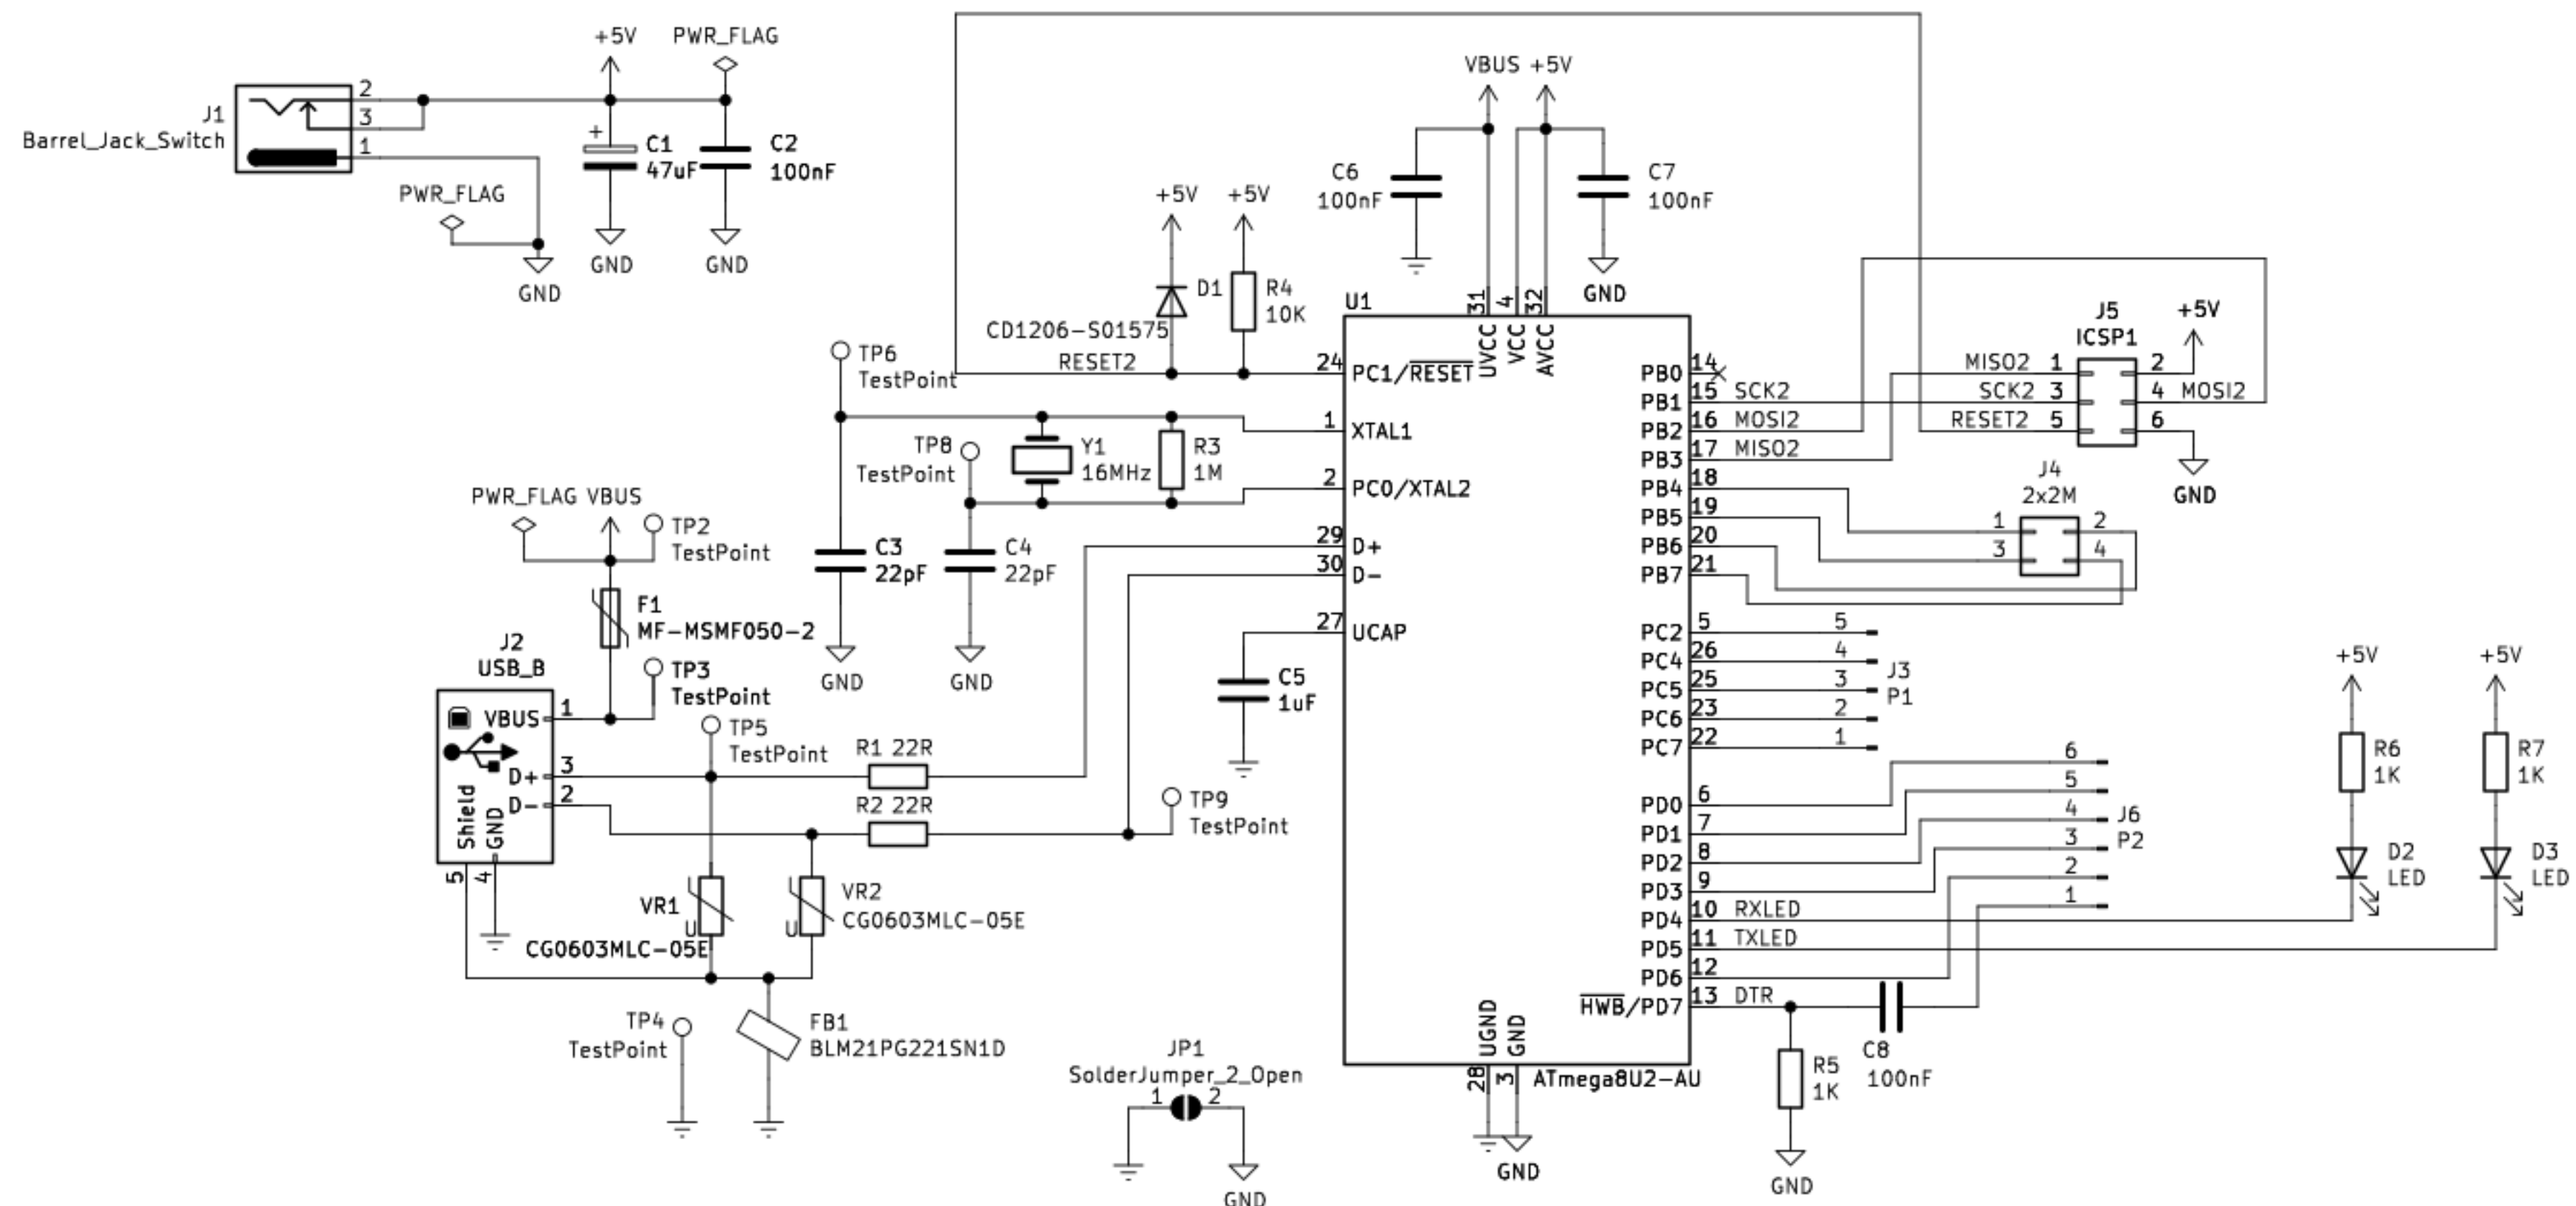 +5V
PWR_FLAG
J1
Barrel_Jack_Switch
2
3
1
+
C1
47uF
C2
100nF
PWR_FLAG
GND
GND
GND
VBUS
+5V
C6
100nF
C7
100nF
GND
+5V
+5V
D1
CD1206-S01575
R4
10K
RESET2
TP6
TestPoint
TP8
TestPoint
Y1
16MHz
R3
1M
C3
22pF
C4
22pF
GND
GND
U1
31
4
32
UVCC
VCC
AVCC
24
PC1/RESET
1
XTAL1
2
PC0/XTAL2
29
D+
30
D-
27
UCAP
C5
1uF
PB0
14
PB1
15
SCK2
PB2
16
MOSI2
PB3
17
MISO2
PB4
18
PB5
19
PB6
20
PB7
21
PC2
5
PC4
26
PC5
25
PC6
23
PC7
22
PD0
6
PD1
7
PD2
8
PD3
9
PD4
10
RXLED
PD5
11
TXLED
PD6
12
HWB/PD7
13
DTR
UGND
GND
28
3
ATmega8U2-AU
GND
J5
ICSP1
+5V
MISO2
1
2
SCK2
3
4
MOSI2
RESET2
5
6
GND
J4
2x2M
1
2
3
4
5
4
3
2
1
J3
P1
6
5
4
3
2
1
J6
P2
+5V
+5V
R6
1K
R7
1K
D2
LED
D3
LED
R5
1K
C8
100nF
GND
PWR_FLAG
VBUS
TP2
TestPoint
F1
MF-MSMF050-2
J2
USB_B
TP3
TestPoint
VBUS
1
D+
3
D-
2
Shield
GND
5
4
TP5
TestPoint
R1 22R
R2 22R
TP9
TestPoint
VR1
U
CG0603MLC-05E
VR2
U
CG0603MLC-05E
TP4
TestPoint
FB1
BLM21PG221SN1D
JP1
SolderJumper_2_Open
1
2
GND